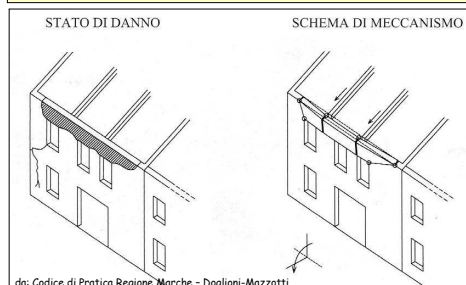 STATO DI DANNO
SCHEMA DI MECCANISMO
da: Codice di Pratica Regione Marche - Doglioni-Mazzotti